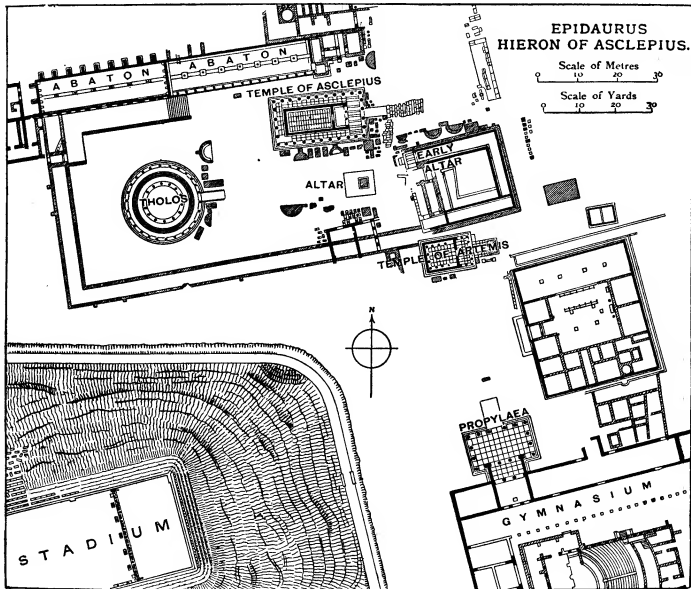 EPIDAURUS
HIERON OF ASCLEPIUS.
Scale of Metres
0 10 20 30
Scale of Yards
0 10 20 30
ABATON
ABATON
TEMPLE OF ASCLEPIUS
EARLY
ALTAR
ALTAR
THOLOS
TEMPLE OF ARTEMIS
N
PROPYLAEA
GYMNASIUM
STADIUM